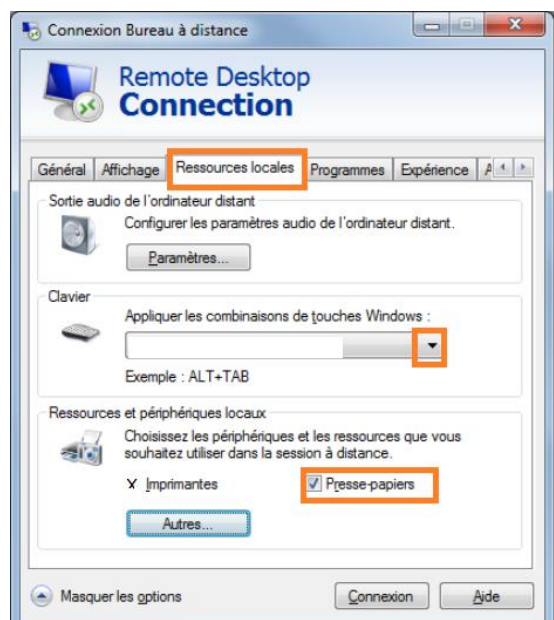 Connexion Bureau à distance
Remote Desktop
Connection
Général Affichage Ressources locales Programmes Expérience
Sortie audio de l'ordinateur distant
Configurer les paramètres audio de l'ordinateur distant.
Paramètres...
Clavier
Appliquer les combinaisons de touches Windows :
Exemple : ALT+TAB
Ressources et périphériques locaux
Choisissez les périphériques et les ressources que vous
souhaitez utiliser dans la session à distance.
X Imprimantes Presse-papiers
Autres...
Masquer les options Connexion Aide